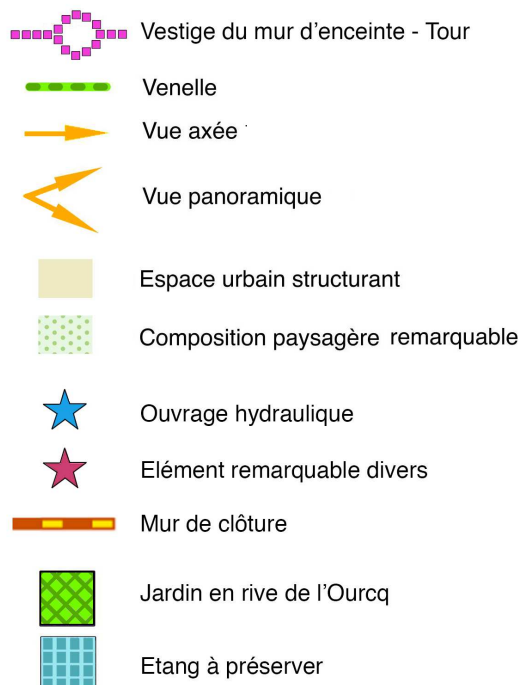 Vestige du mur d'enceinte - Tour
Venelle
Vue axée
Vue panoramique
Espace urbain structurant
Composition paysagère remarquable
Ouvrage hydraulique
Elément remarquable divers
Mur de clôture
Jardin en rive de l'Ourcq
Etang à préserver